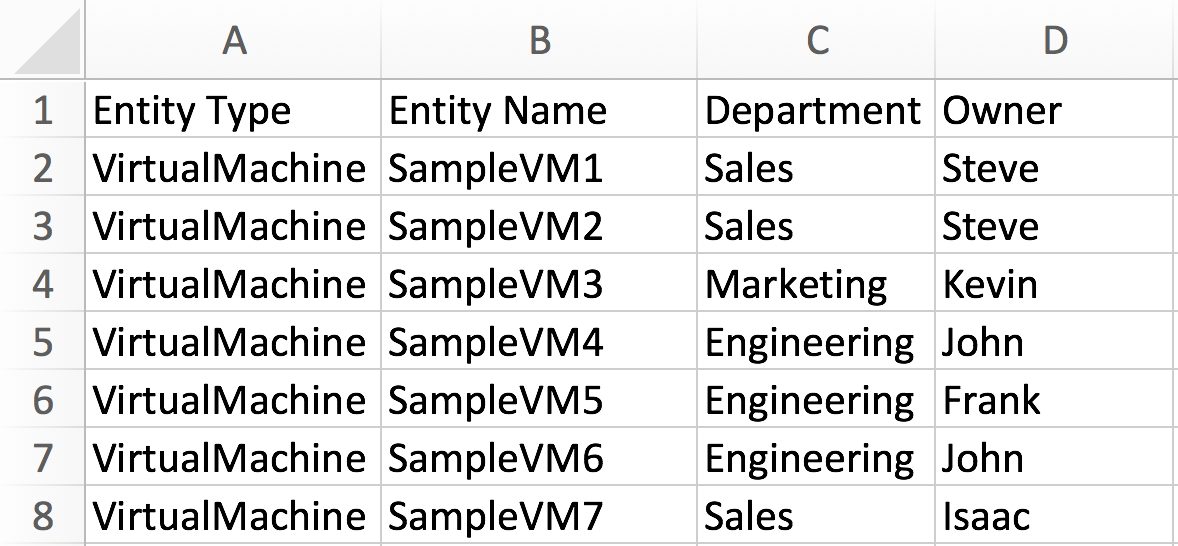 A B C D
1 Entity Type Entity Name Department Owner
2 VirtualMachine SampleVM1 Sales Steve
3 VirtualMachine SampleVM2 Sales Steve
4 VirtualMachine SampleVM3 Marketing Kevin
5 VirtualMachine SampleVM4 Engineering John
6 VirtualMachine SampleVM5 Engineering Frank
7 VirtualMachine SampleVM6 Engineering John
8 VirtualMachine SampleVM7 Sales Isaac